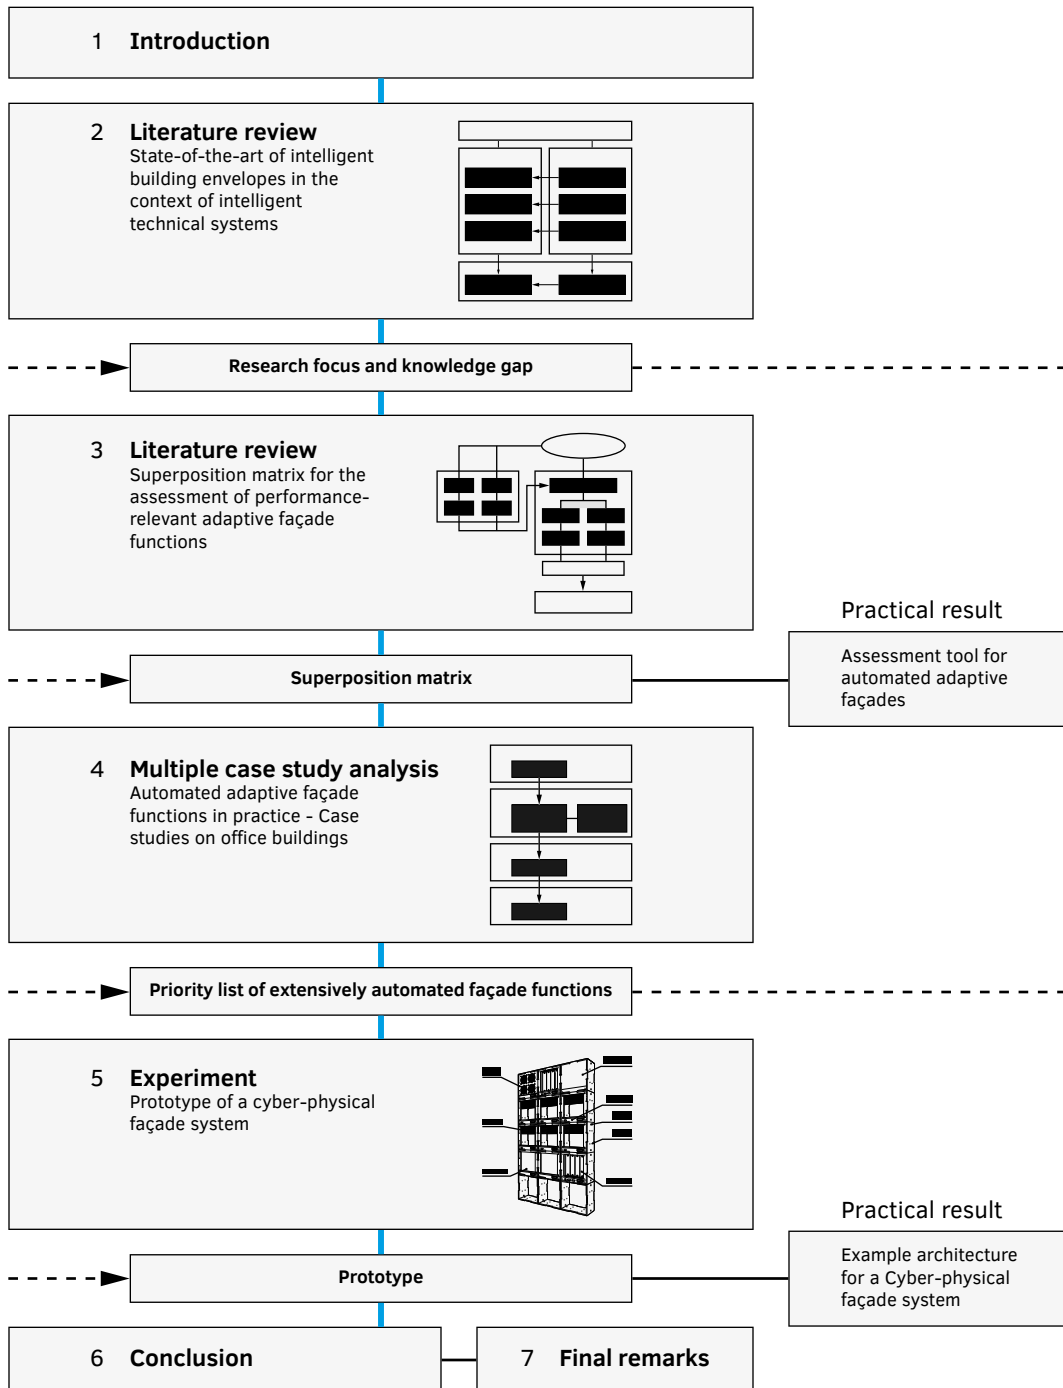 1 Introduction
2 Literature review
State-of-the-art of intelligent
building envelopes in the
context of intelligent
technical systems
Research focus and knowledge gap
3 Literature review
Superposition matrix for the
assessment of performance-
relevant adaptive façade
functions
Practical result
Assessment tool for
automated adaptive
façades
Superposition matrix
4 Multiple case study analysis
Automated adaptive façade
functions in practice - Case
studies on office buildings
Priority list of extensively automated façade functions
5 Experiment
Prototype of a cyber-physical
façade system
Practical result
Example architecture
for a Cyber-physical
façade system
Prototype
6 Conclusion
7 Final remarks